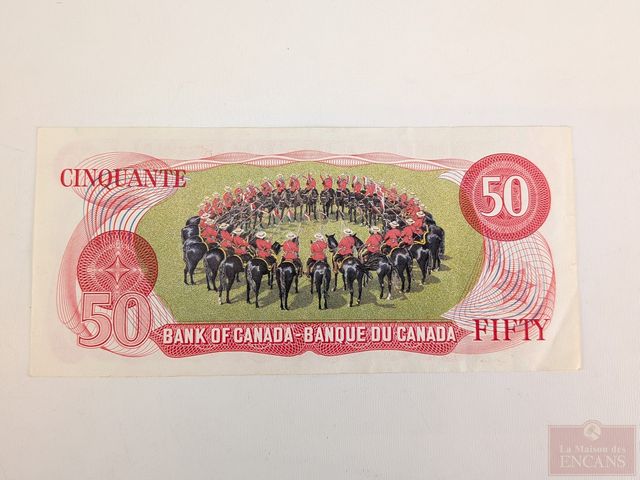 CINQUANTE
50
50
BANK OF CANADA - BANQUE DU CANADA
FIFTY
La Maison des
ENCANS